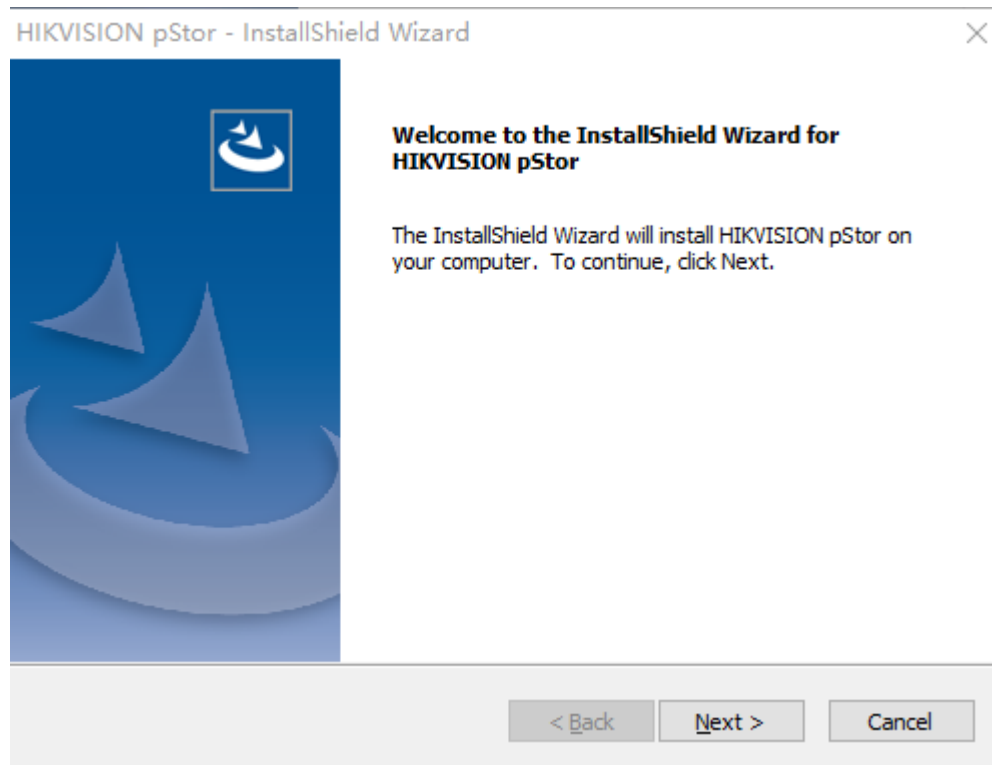 HIKVISION pStor - InstallShield Wizard
Welcome to the InstallShield Wizard for
HIKVISION pStor
The InstallShield Wizard will install HIKVISION pStor on
your computer. To continue, click Next.
< Back
Next >
Cancel